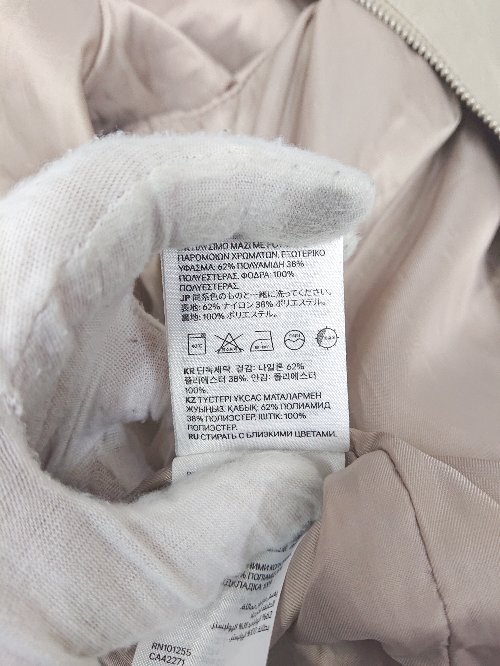 ΠΛΥΣΙΜΟ ΜΑΖΙ ΜΕ
ΠΑΡΟΜΟΙΩΝ ΧΡΩΜΑΤΩΝ. ΕΞΩΤΕΡΙΚΟ
ΥΦΑΣΜΑ: 62% ΠΟΛΥΑΜΙΔΗ 38%
ΠΟΛΥΕΣΤΕΡΑΣ, ΦΟΔΡΑ: 100%
ΠΟΛΥΕΣΤΕΡΑΣ.
JP 同系色のものと一緒に洗ってください.
表地: 62% ナイロン 38% ポリエステル.
裏地: 100% ポリエステル.
KR 단독세탁. 겉감: 나일론 62%
폴리에스터 38%. 안감: 폴리에스터
100%.
KZ ТҮСТЕРІ ҰҚСАС МАТАЛАРМЕН
ЖУЫҢЫЗ. ҚАБЫҚ: 62% ПОЛИАМИД
38% ПОЛИЭСТЕР. ІШТІК: 100%
ПОЛИЭСТЕР.
RU СТИРАТЬ С БЛИЗКИМИ ЦВЕТАМИ.
RN101255
CA42271